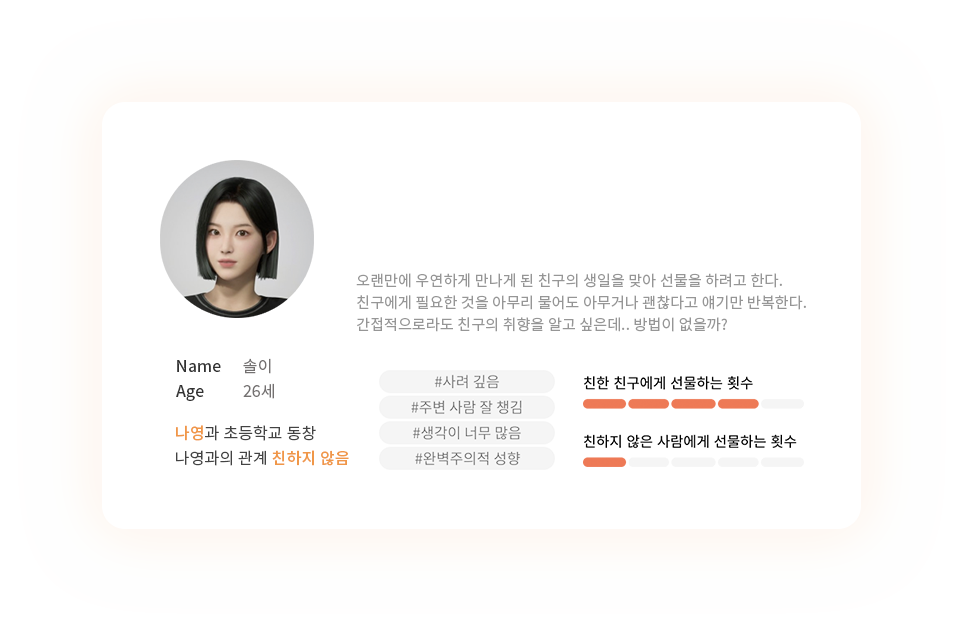 오랜만에 우연하게 만나게 된 친구의 생일을 맞아 선물을 하려고 한다.
친구에게 필요한 것을 아무리 물어도 아무거나 괜찮다고 얘기만 반복한다.
간접적으로라도 친구의 취향을 알고 싶은데.. 방법이 없을까?
Name 솔이
Age 26세
나영과 초등학교 동창
나영과의 관계 친하지 않음
#사려 깊음
#주변 사람 잘 챙김
#생각이 너무 많음
#완벽주의적 성향
친한 친구에게 선물하는 횟수
친하지 않은 사람에게 선물하는 횟수